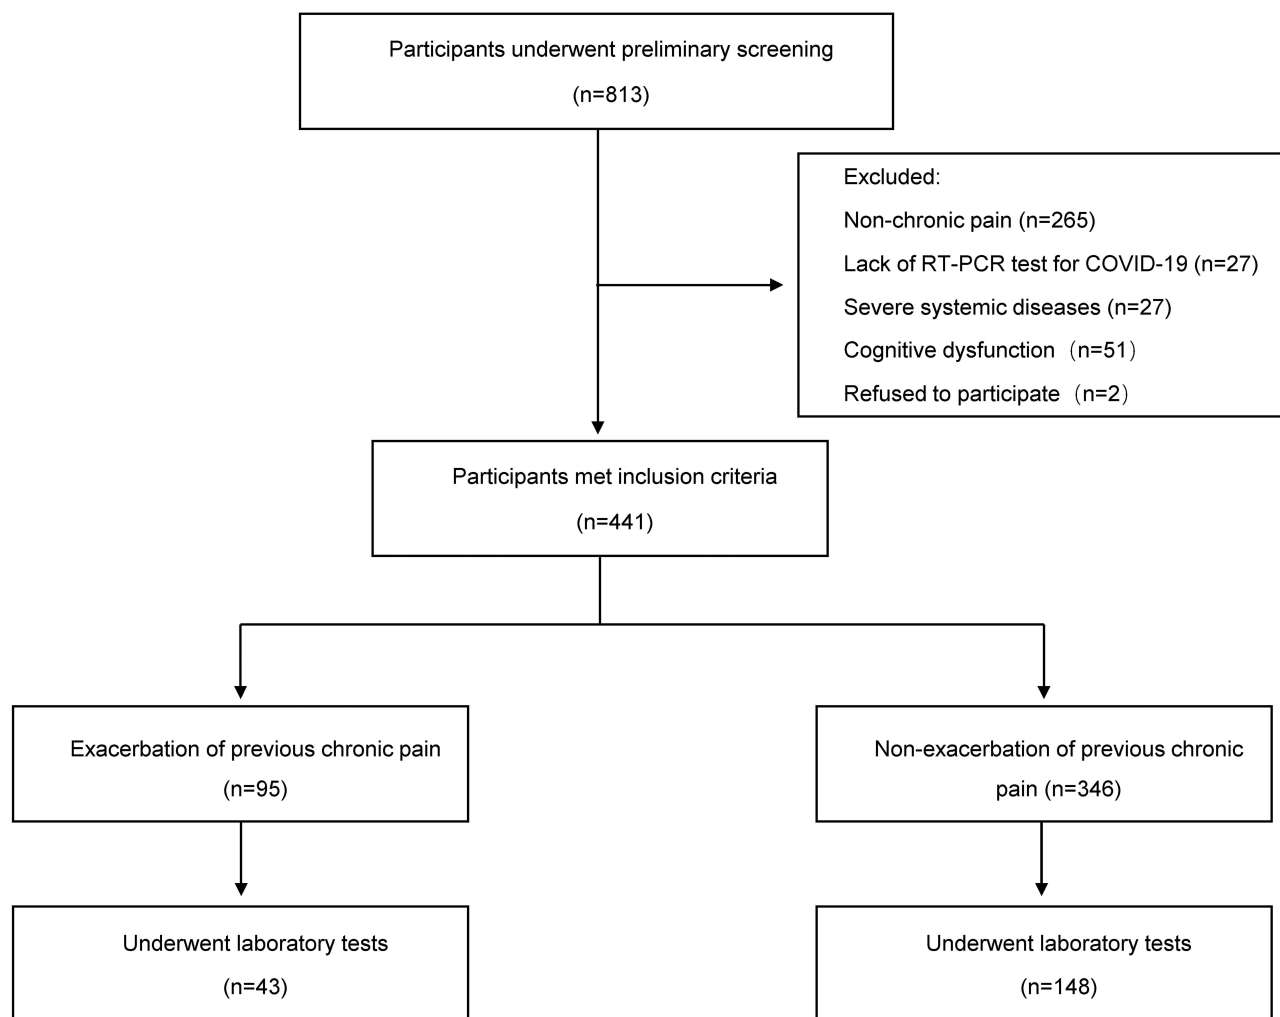 Participants underwent preliminary screening
(n=813)
Excluded:
Non-chronic pain (n=265)
Lack of RT-PCR test for COVID-19 (n=27)
Severe systemic diseases (n=27)
Cognitive dysfunction（n=51）
Refused to participate（n=2）
Participants met inclusion criteria
(n=441)
Exacerbation of previous chronic pain
(n=95)
Non-exacerbation of previous chronic
pain (n=346)
Underwent laboratory tests
(n=43)
Underwent laboratory tests
(n=148)